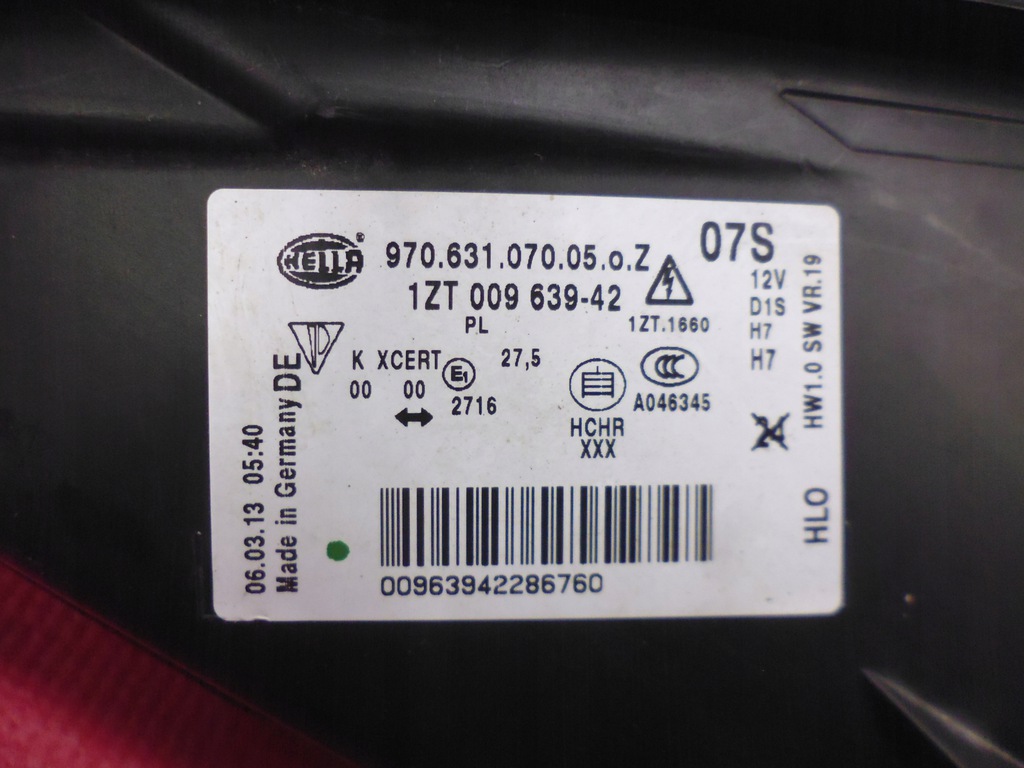 HELLA®
970.631.070.05.o.Z
07S
1ZT 009 639-42
PL
1ZT.1660
12V
D1S
H7
H7
HW1.0 SW VR.19
K XCERT
00 00
E1
27,5
2716
CCC
A046345
HCHR
XXX
24
HLO
06.03.13 05:40
Made in Germany DE
00963942286760